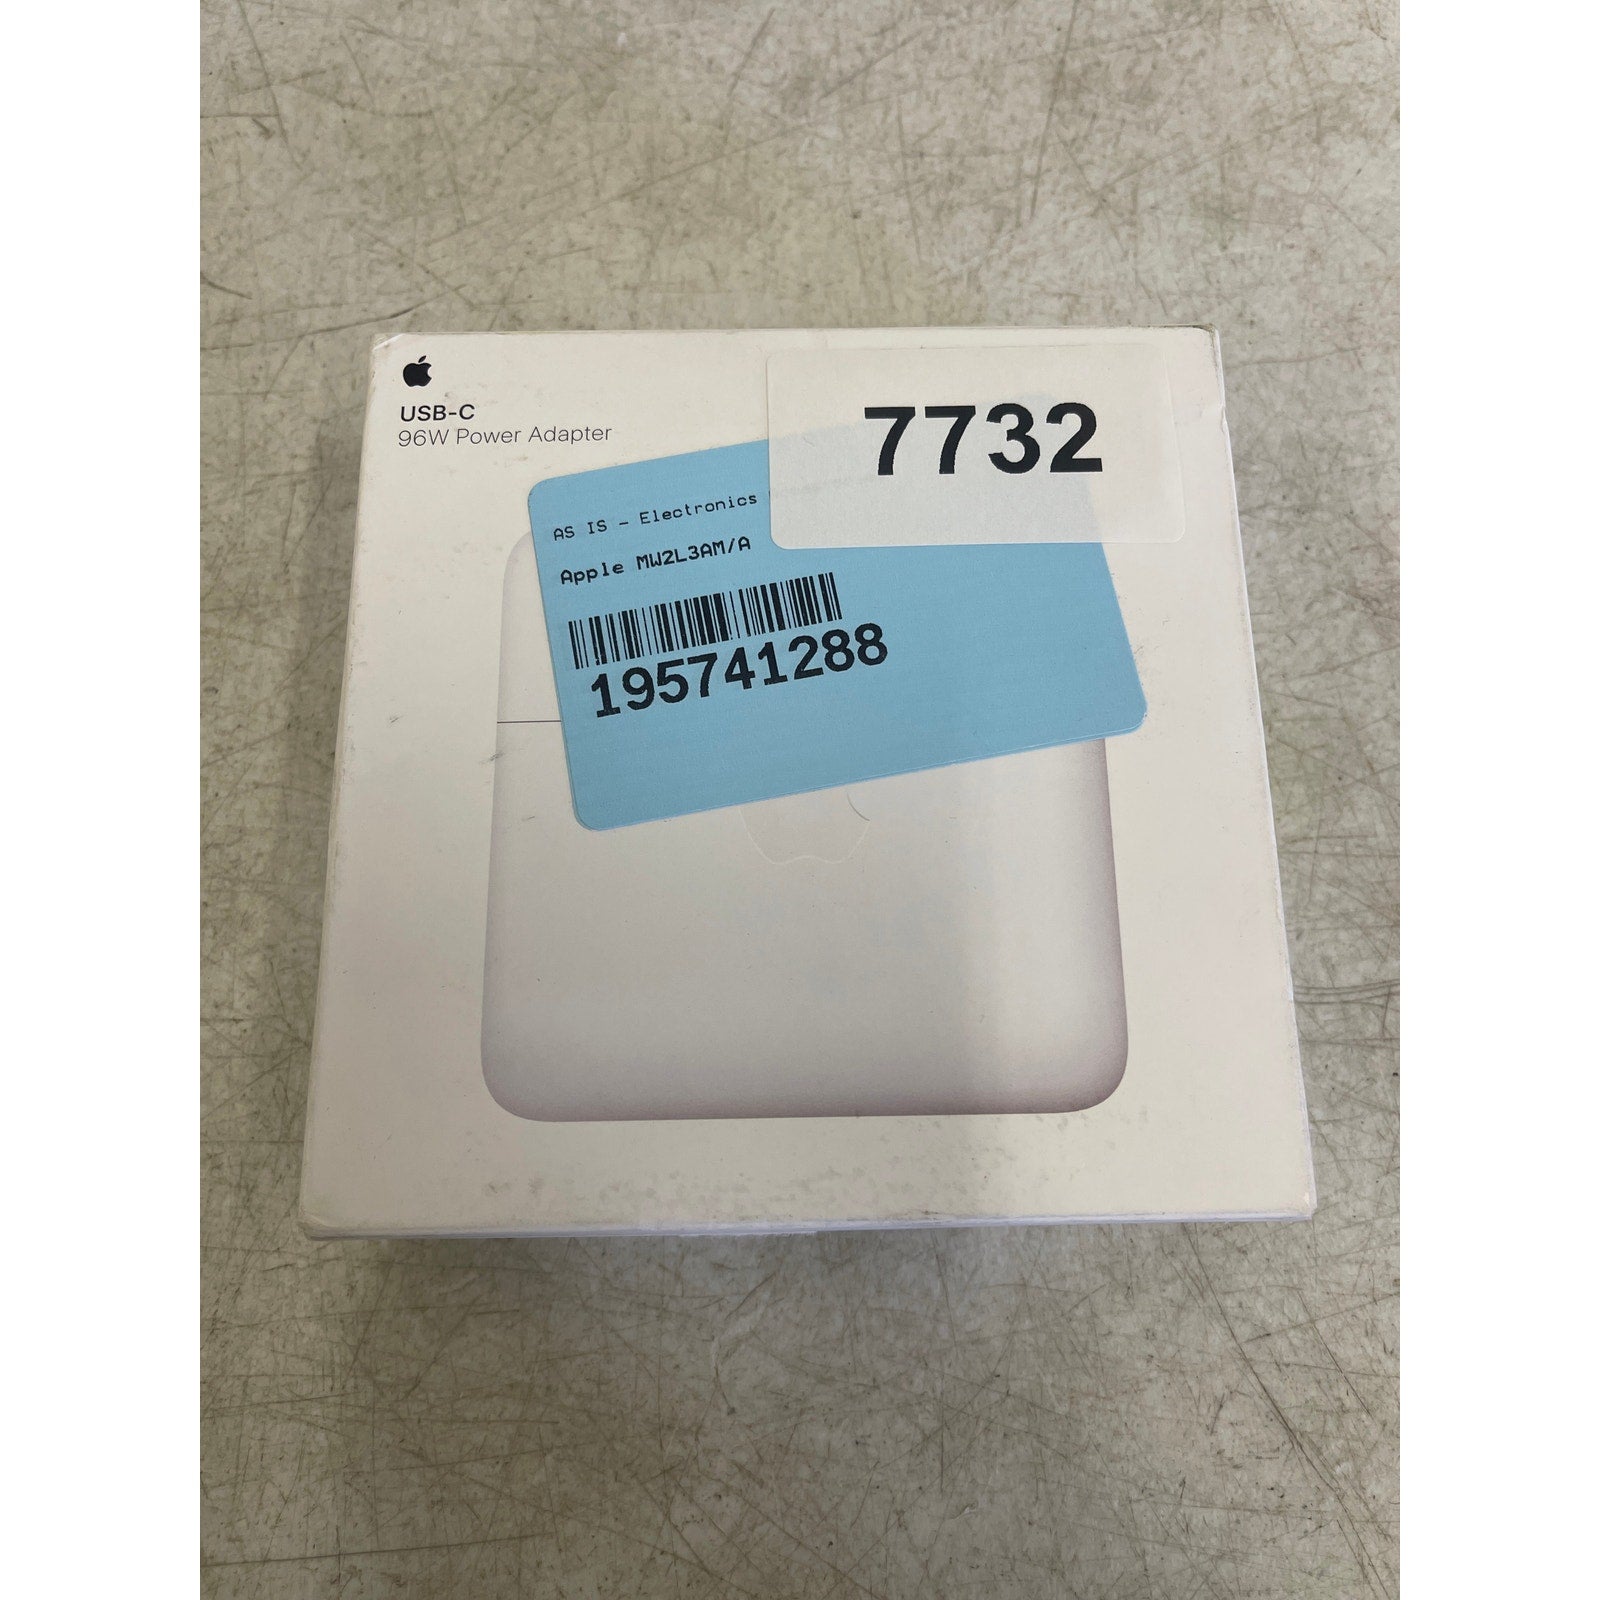 USB-C
96W Power Adapter
7732
AS IS - Electronics
Apple MW2L3AM/A
195741288